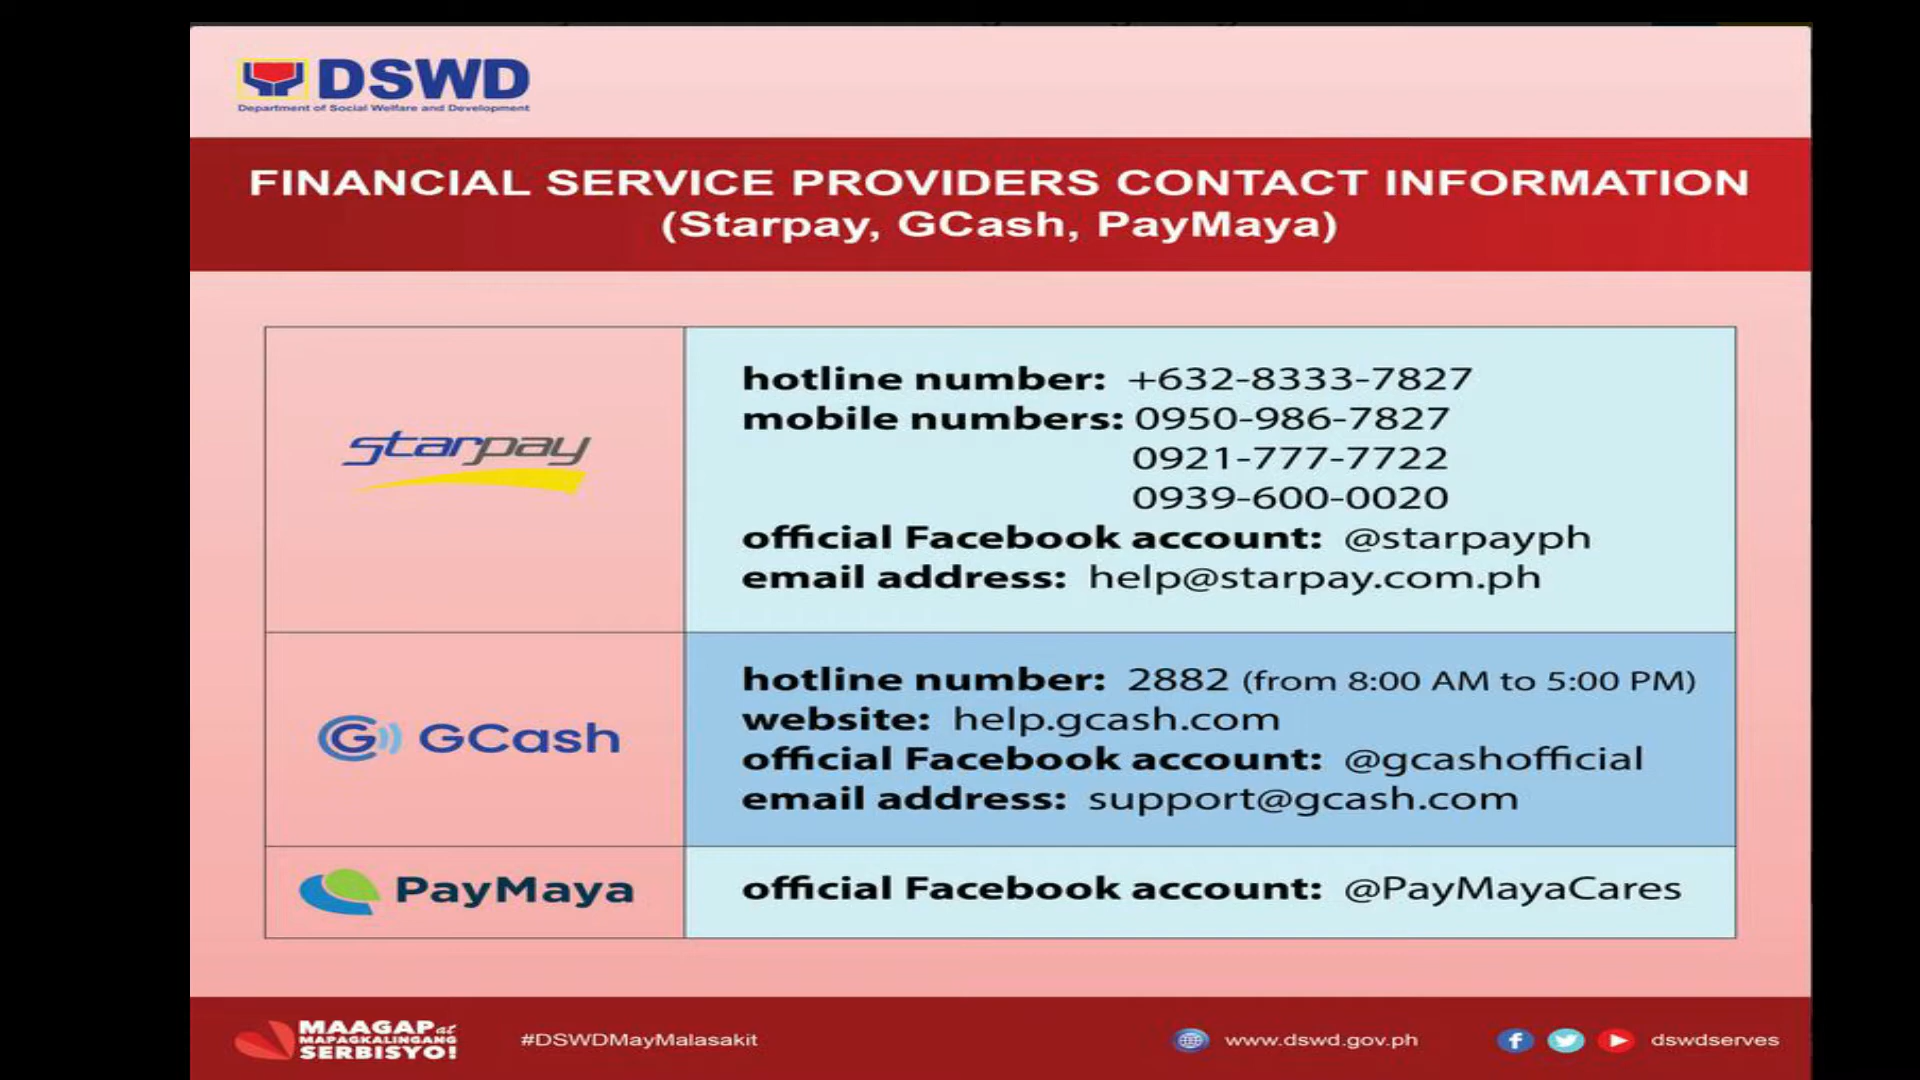 DSWD
Department of Social Welfare and Development
FINANCIAL SERVICE PROVIDERS CONTACT INFORMATION
(Starpay, GCash, PayMaya)
starpay
hotline number: +632-8333-7827
mobile numbers: 0950-986-7827
0921-777-7722
0939-600-0020
official Facebook account: @starpayph
email address: help@starpay.com.ph
GCash
hotline number: 2882 (from 8:00 AM to 5:00 PM)
website: help.gcash.com
official Facebook account: @gcashofficial
email address: support@gcash.com
PayMaya
official Facebook account: @PayMayaCares
MAAGAP at
MAPAGKALINGANG
SERBISYO!
#DSWDMayMalasakit
www.dswd.gov.ph
dswdserves